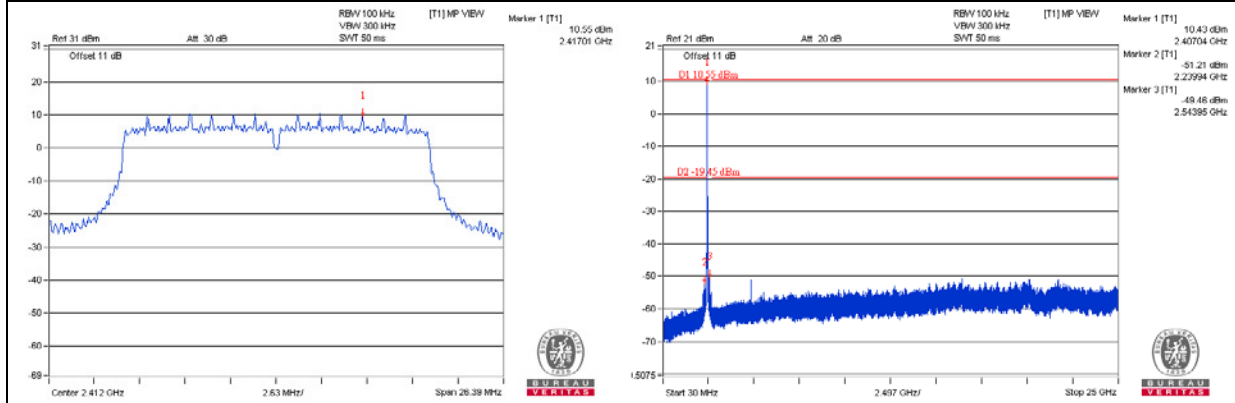 RBW 100 kHz [T1] MP VIEW
VBW 300 kHz
Ref 31 dBm Att 30 dB SWT 50 ms
Marker 1 [T1]
10.55 dBm
2.41701 GHz
Offset 11 dB
31
20
10
0
-10
-20
-30
-40
-50
-60
-69
1
Center 2.412 GHz 2.63 MHz/ Span 26.39 MHz
BUREAU
VERITAS
RBW 100 kHz [T1] MP VIEW
VBW 300 kHz
Ref 21 dBm Att 20 dB SWT 50 ms
Marker 1 [T1]
10.43 dBm
2.40704 GHz
Marker 2 [T1]
-51.21 dBm
2.23994 GHz
Marker 3 [T1]
-49.46 dBm
2.54395 GHz
Offset 11 dB
21
10
0
-10
-20
-30
-40
-50
-60
-70
1
D1 10.55 dBm
D2 -19.45 dBm
2
3
Start 30 MHz 2.497 GHz/ Stop 25 GHz
BUREAU
VERITAS